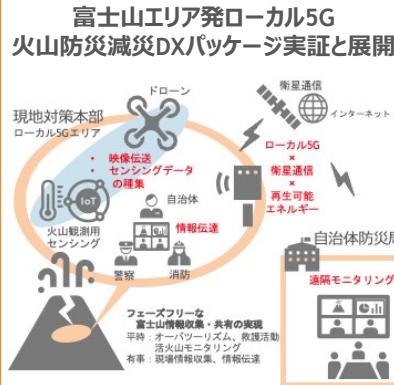 富士山エリア発ローカル5G
火山防災減災DXパッケージ実証と展開
ドローン
衛星通信
インターネット
現地対策本部
ローカル5Gエリア
・ 映像伝送
・ センシングデータ
の種集
ローカル5G
×
衛星通信
×
再生可能
エネルギー
IoT
火山観測用
センシング
自治体
情報伝達
警察
消防
自治体防災局
遠隔モニタリング
フェーズフリーな
富士山情報収集・共有の実現
平時：オーバツーリズム、救護活動
活火山モニタリング
有事：現場情報収集、情報伝達